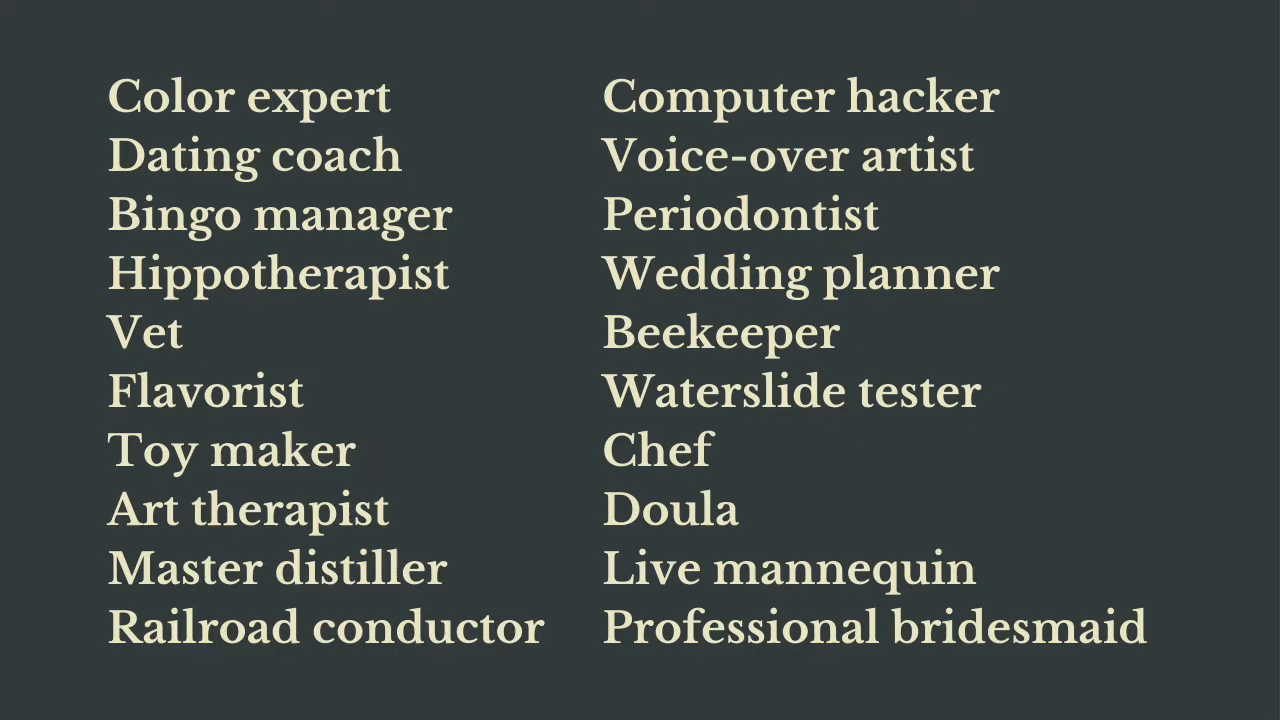 Color expert
Dating coach
Bingo manager
Hippotherapist
Vet
Flavorist
Toy maker
Art therapist
Master distiller
Railroad conductor
Computer hacker
Voice-over artist
Periodontist
Wedding planner
Beekeeper
Waterslide tester
Chef
Doula
Live mannequin
Professional bridesmaid